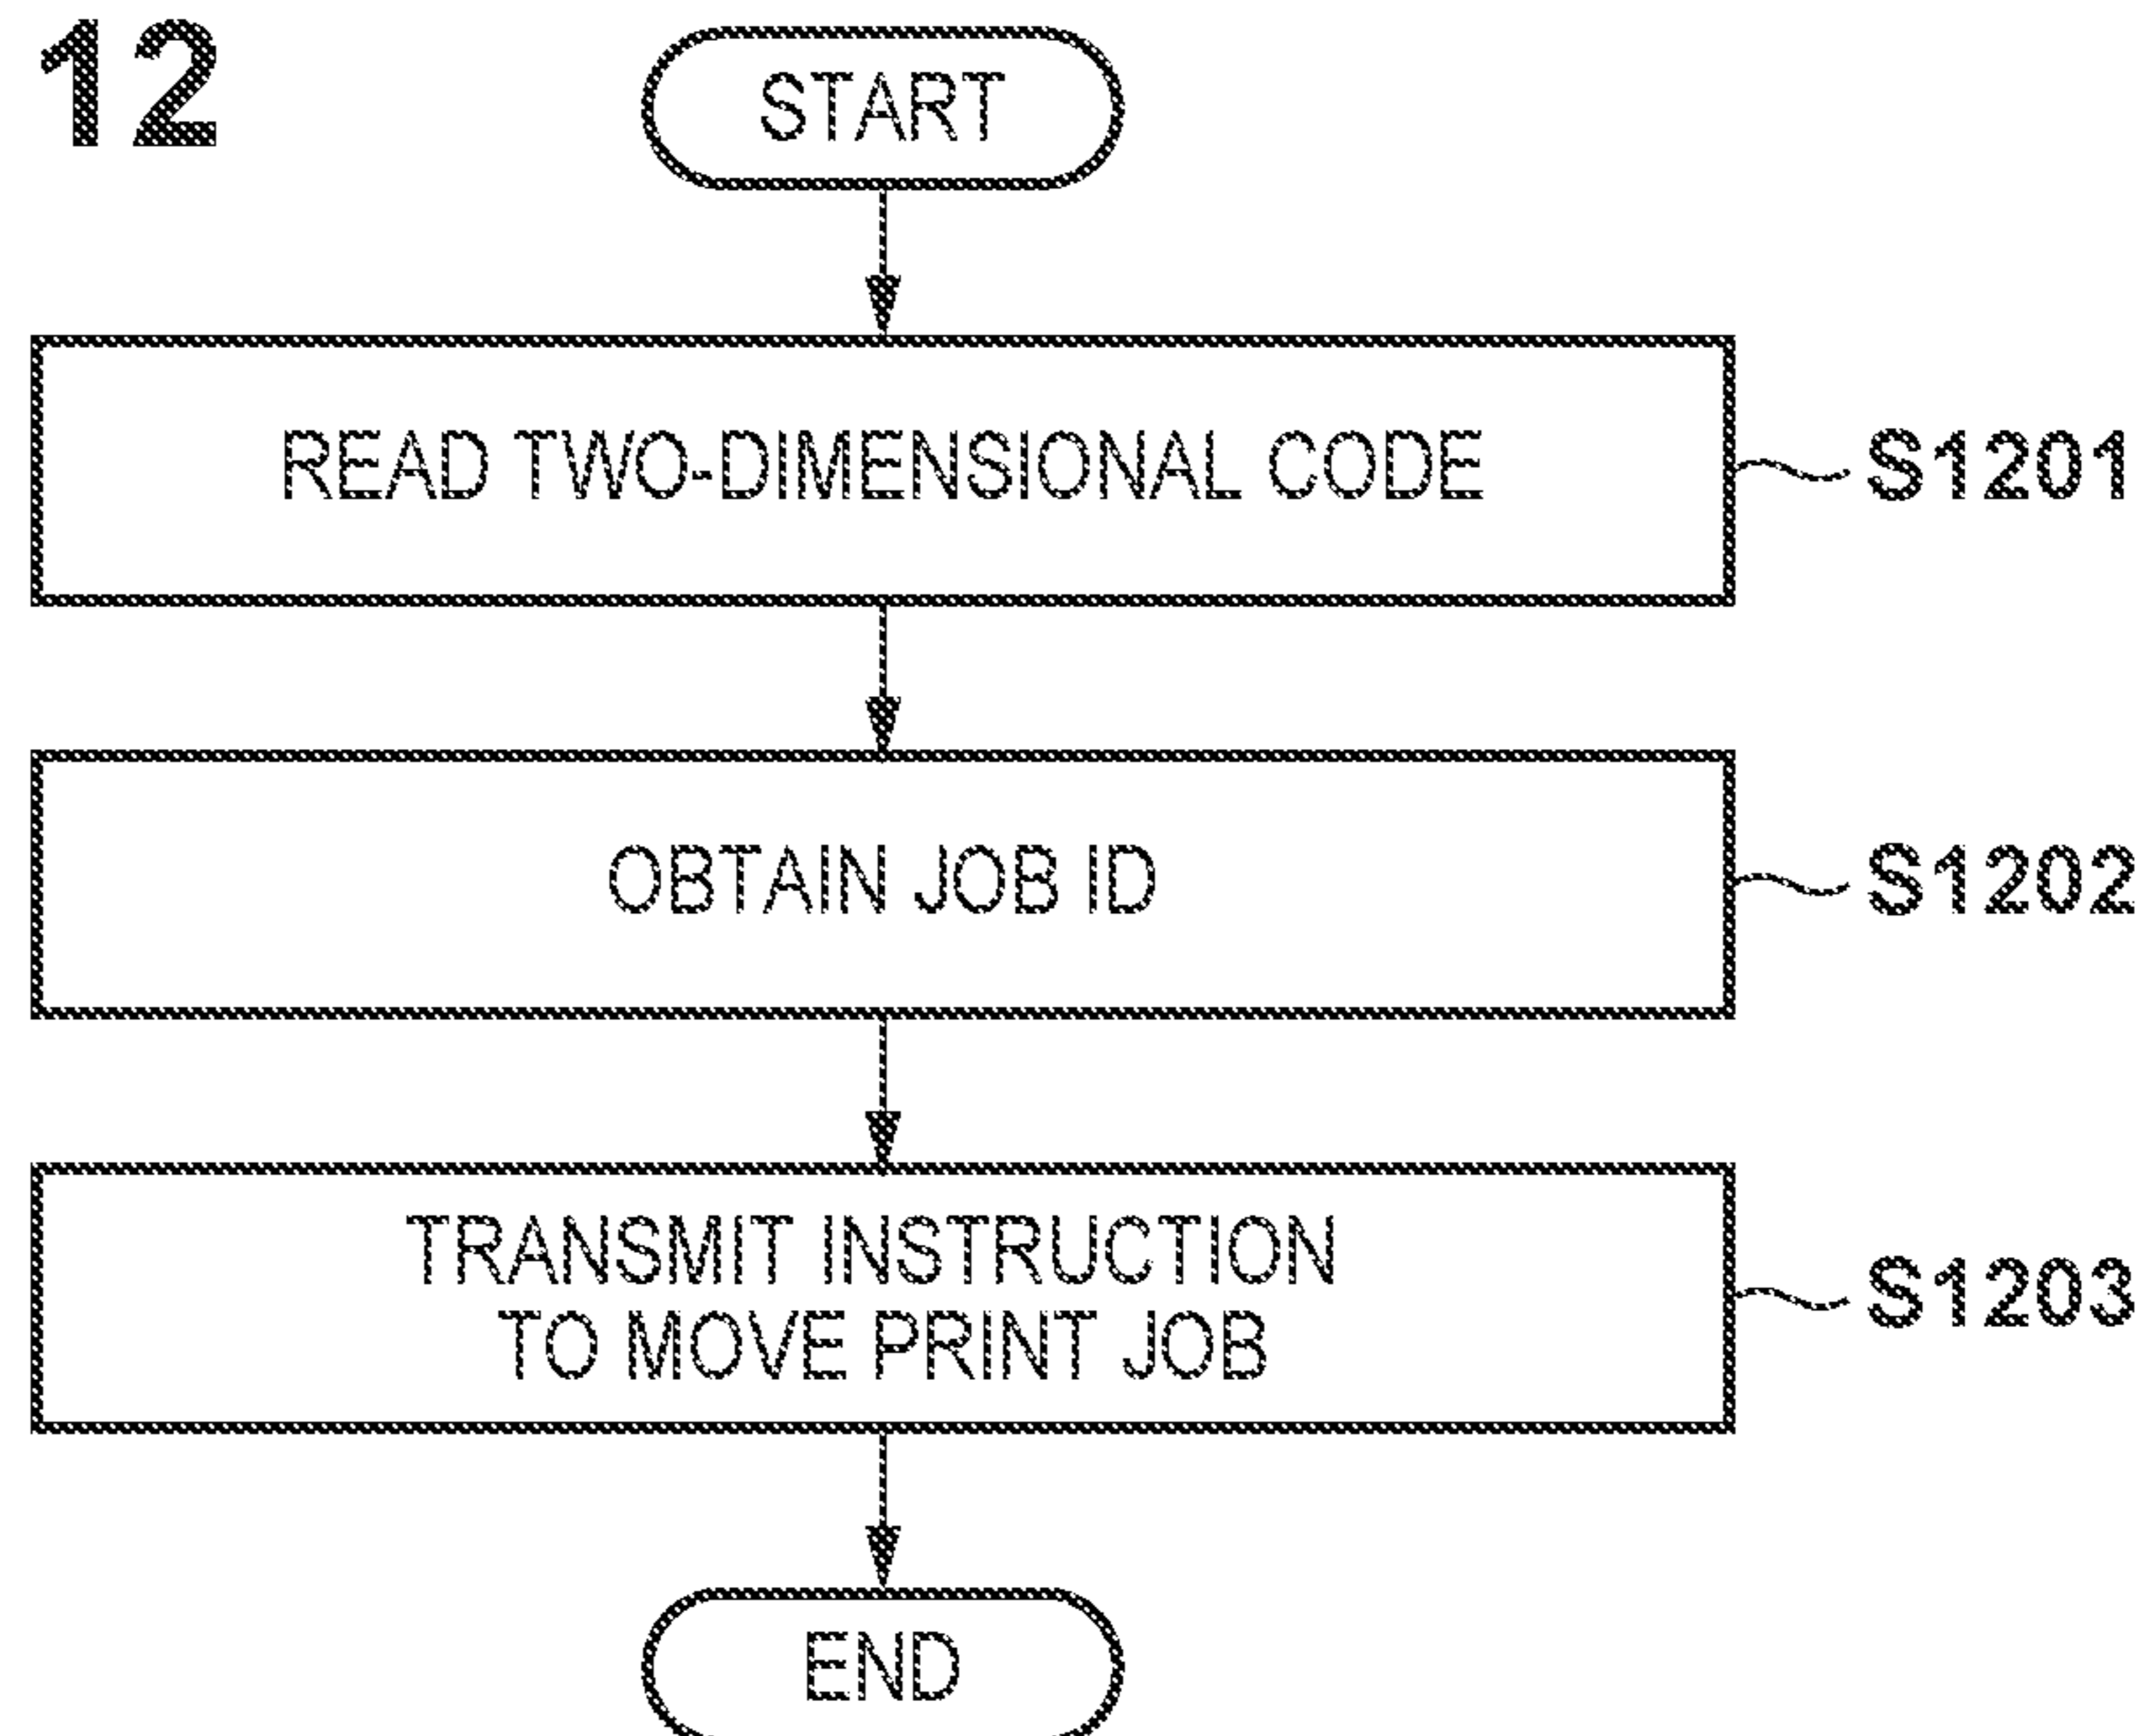 12
START
READ TWO-DIMENSIONAL CODE
S1201
OBTAIN JOB ID
S1202
TRANSMIT INSTRUCTION
TO MOVE PRINT JOB
S1203
END